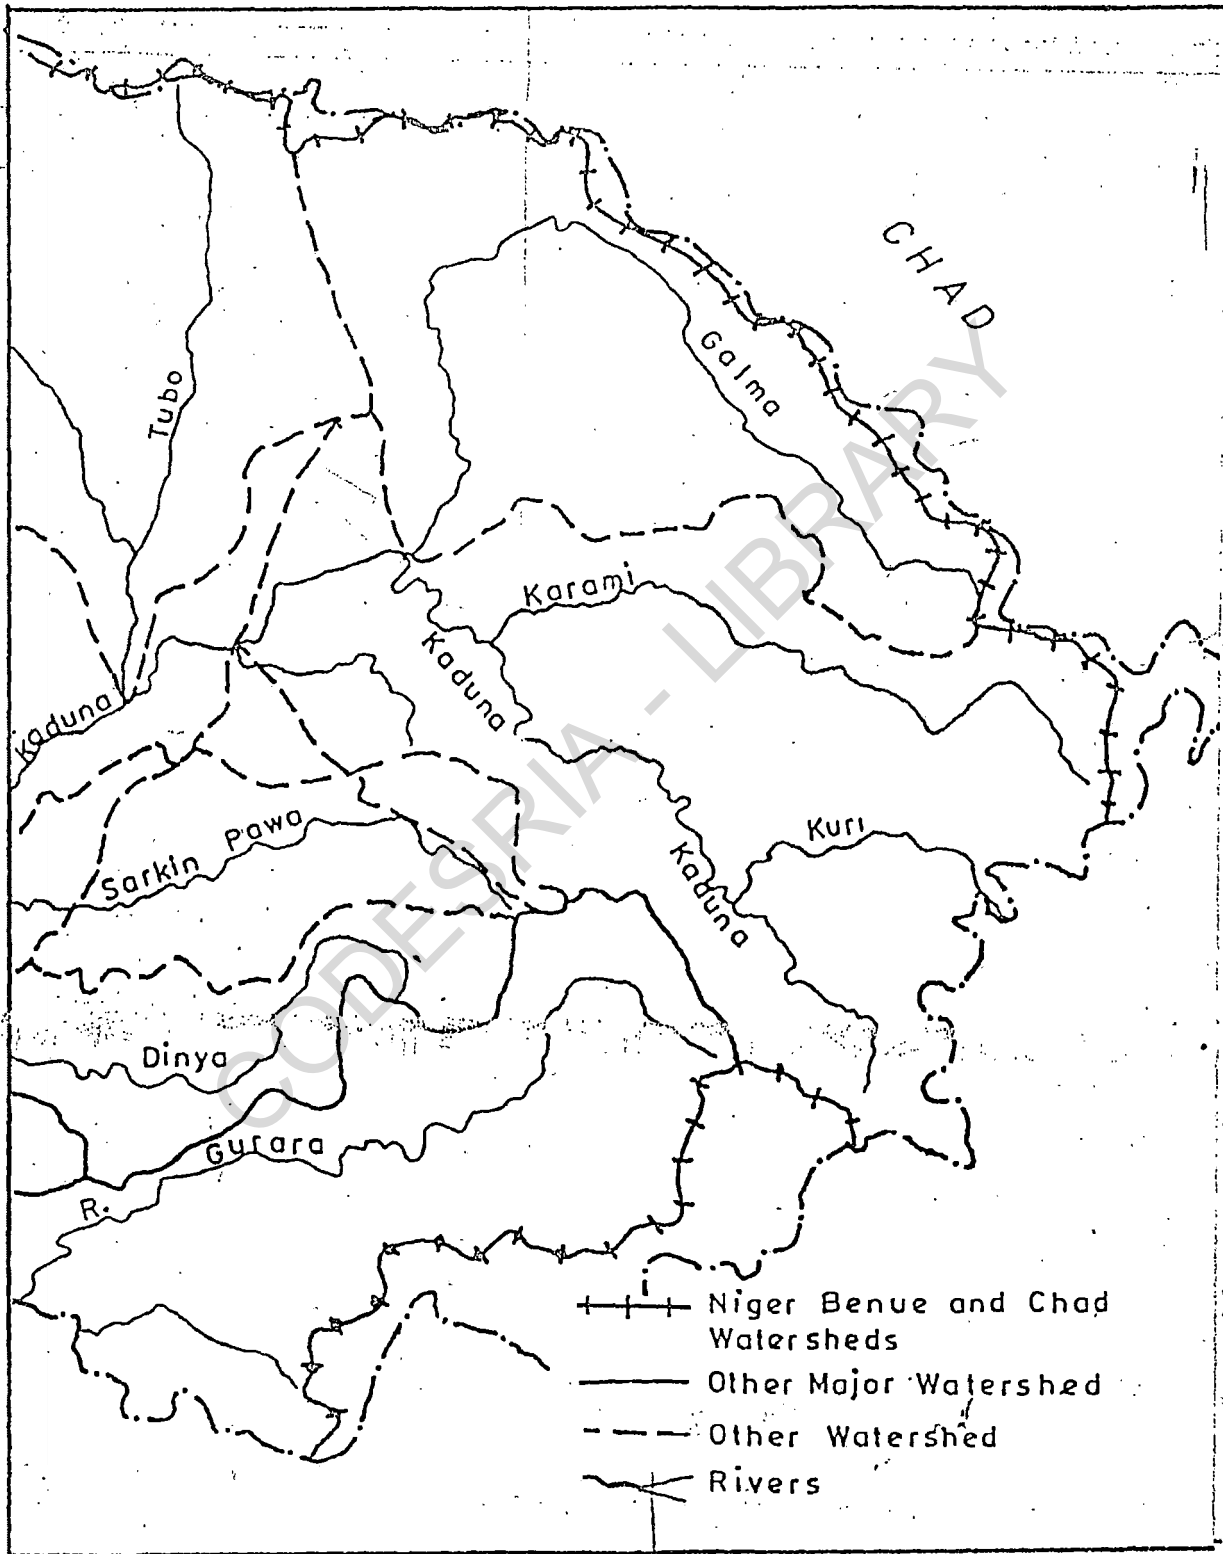 CHAD
Galma
Tubo
Karami
Kaduna
Kaduna
Kuri
Pawa
Sarkin
Kaduna
Dinya
Gurara
R.
Niger Benue and Chad
Watersheds
Other Major Watershed
Other Watershed
Rivers
CODESRIA - LIBRARY